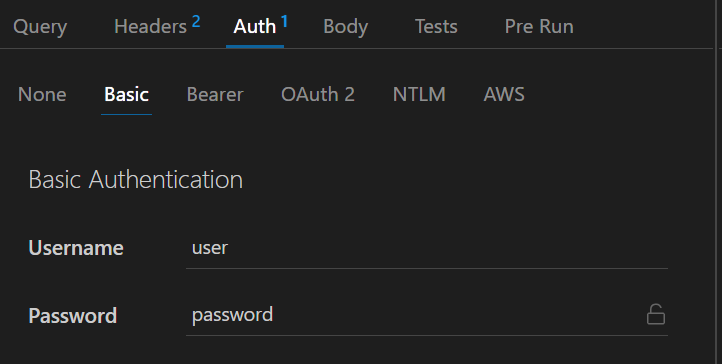 Query Headers 2 Auth 1 Body Tests Pre Run
None Basic Bearer OAuth 2 NTLM AWS
Basic Authentication
Username user
Password password